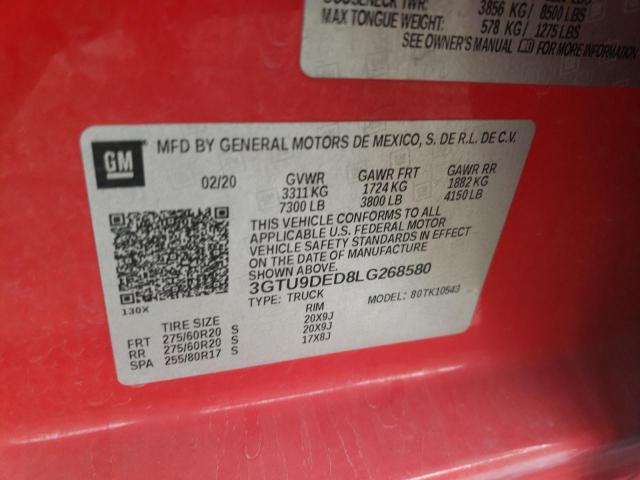 3856 KG/ 8500 LBS
MAX TONGUE WEIGHT: 578 KG/ 1275 LBS
SEE OWNER'S MANUAL FOR MORE INFORMATION
GM
MFD BY GENERAL MOTORS DE MEXICO, S. DE R.L. DE C.V.
02/20 GVWR GAWR FRT GAWR RR
3311 KG 1724 KG 1882 KG
7300 LB 3800 LB 4150 LB
THIS VEHICLE CONFORMS TO ALL
APPLICABLE U.S. FEDERAL MOTOR
VEHICLE SAFETY STANDARDS IN EFFECT
ON THE DATE OF MANUFACTURE
SHOWN ABOVE.
3GTU9DED8LG268580
TYPE: TRUCK MODEL: 80TK10543
130X
TIRE SIZE RIM
FRT 275/60R20 S 20X9J
RR 275/60R20 S 20X9J
SPA 255/80R17 S 17X8J